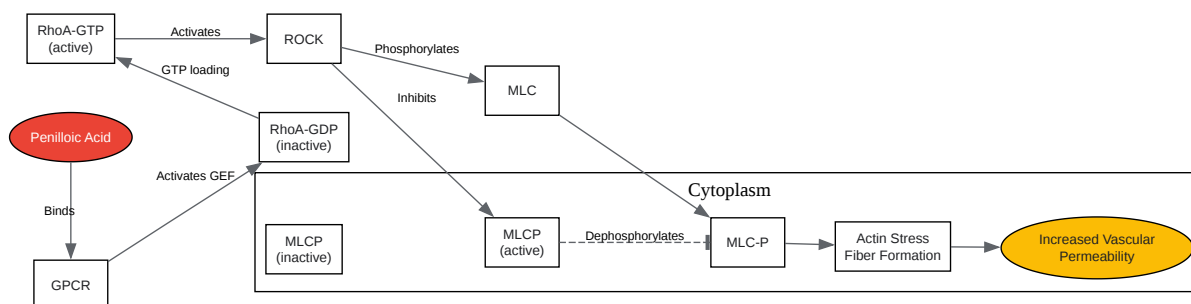 RhoA-GTP
(active)
Activates
ROCK
Phosphorylates
GTP loading
MLC
Inhibits
Penilloic Acid
RhoA-GDP
(inactive)
Activates GEF
Cytoplasm
Binds
MLCP
(inactive)
MLCP
(active)
Dephosphorylates
MLC-P
Actin Stress
Fiber Formation
Increased Vascular
Permeability
GPCR